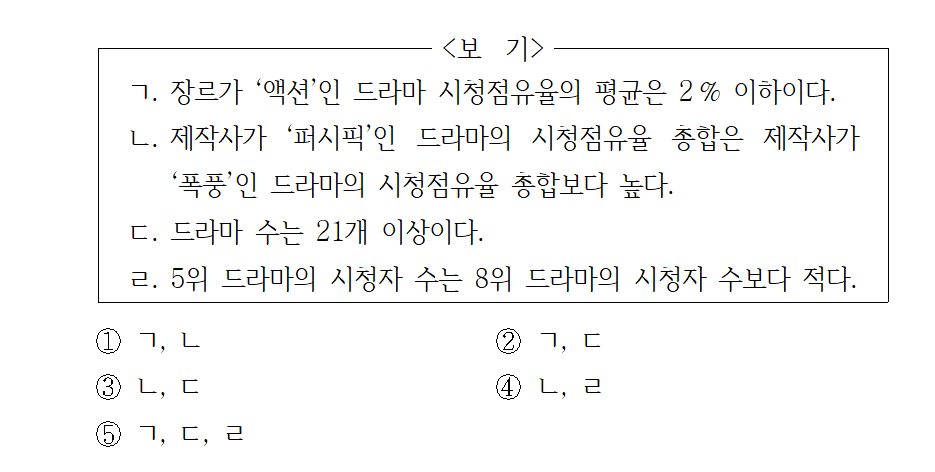 <보 기>
ㄱ. 장르가 ‘액션’인 드라마 시청점유율의 평균은 2% 이하이다.
ㄴ. 제작사가 ‘퍼시픽’인 드라마의 시청점유율 총합은 제작사가
‘폭풍’인 드라마의 시청점유율 총합보다 높다.
ㄷ. 드라마 수는 21개 이상이다.
ㄹ. 5위 드라마의 시청자 수는 8위 드라마의 시청자 수보다 적다.
① ㄱ, ㄴ ② ㄱ, ㄷ
③ ㄴ, ㄷ ④ ㄴ, ㄹ
⑤ ㄱ, ㄷ, ㄹ